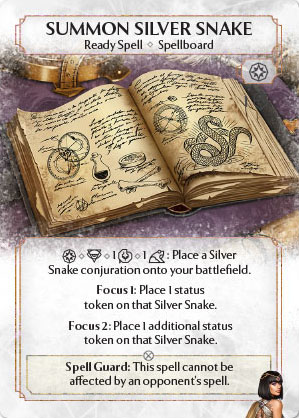 SUMMON SILVER SNAKE
Ready Spell ◇ Spellboard
◇ ◇ 1 ◇ 1 : Place a Silver
Snake conjuration onto your battlefield.
Focus 1: Place 1 status
token on that Silver Snake.
Focus 2: Place 1 additional status
token on that Silver Snake.
Spell Guard: This spell cannot be
affected by an opponent's spell.